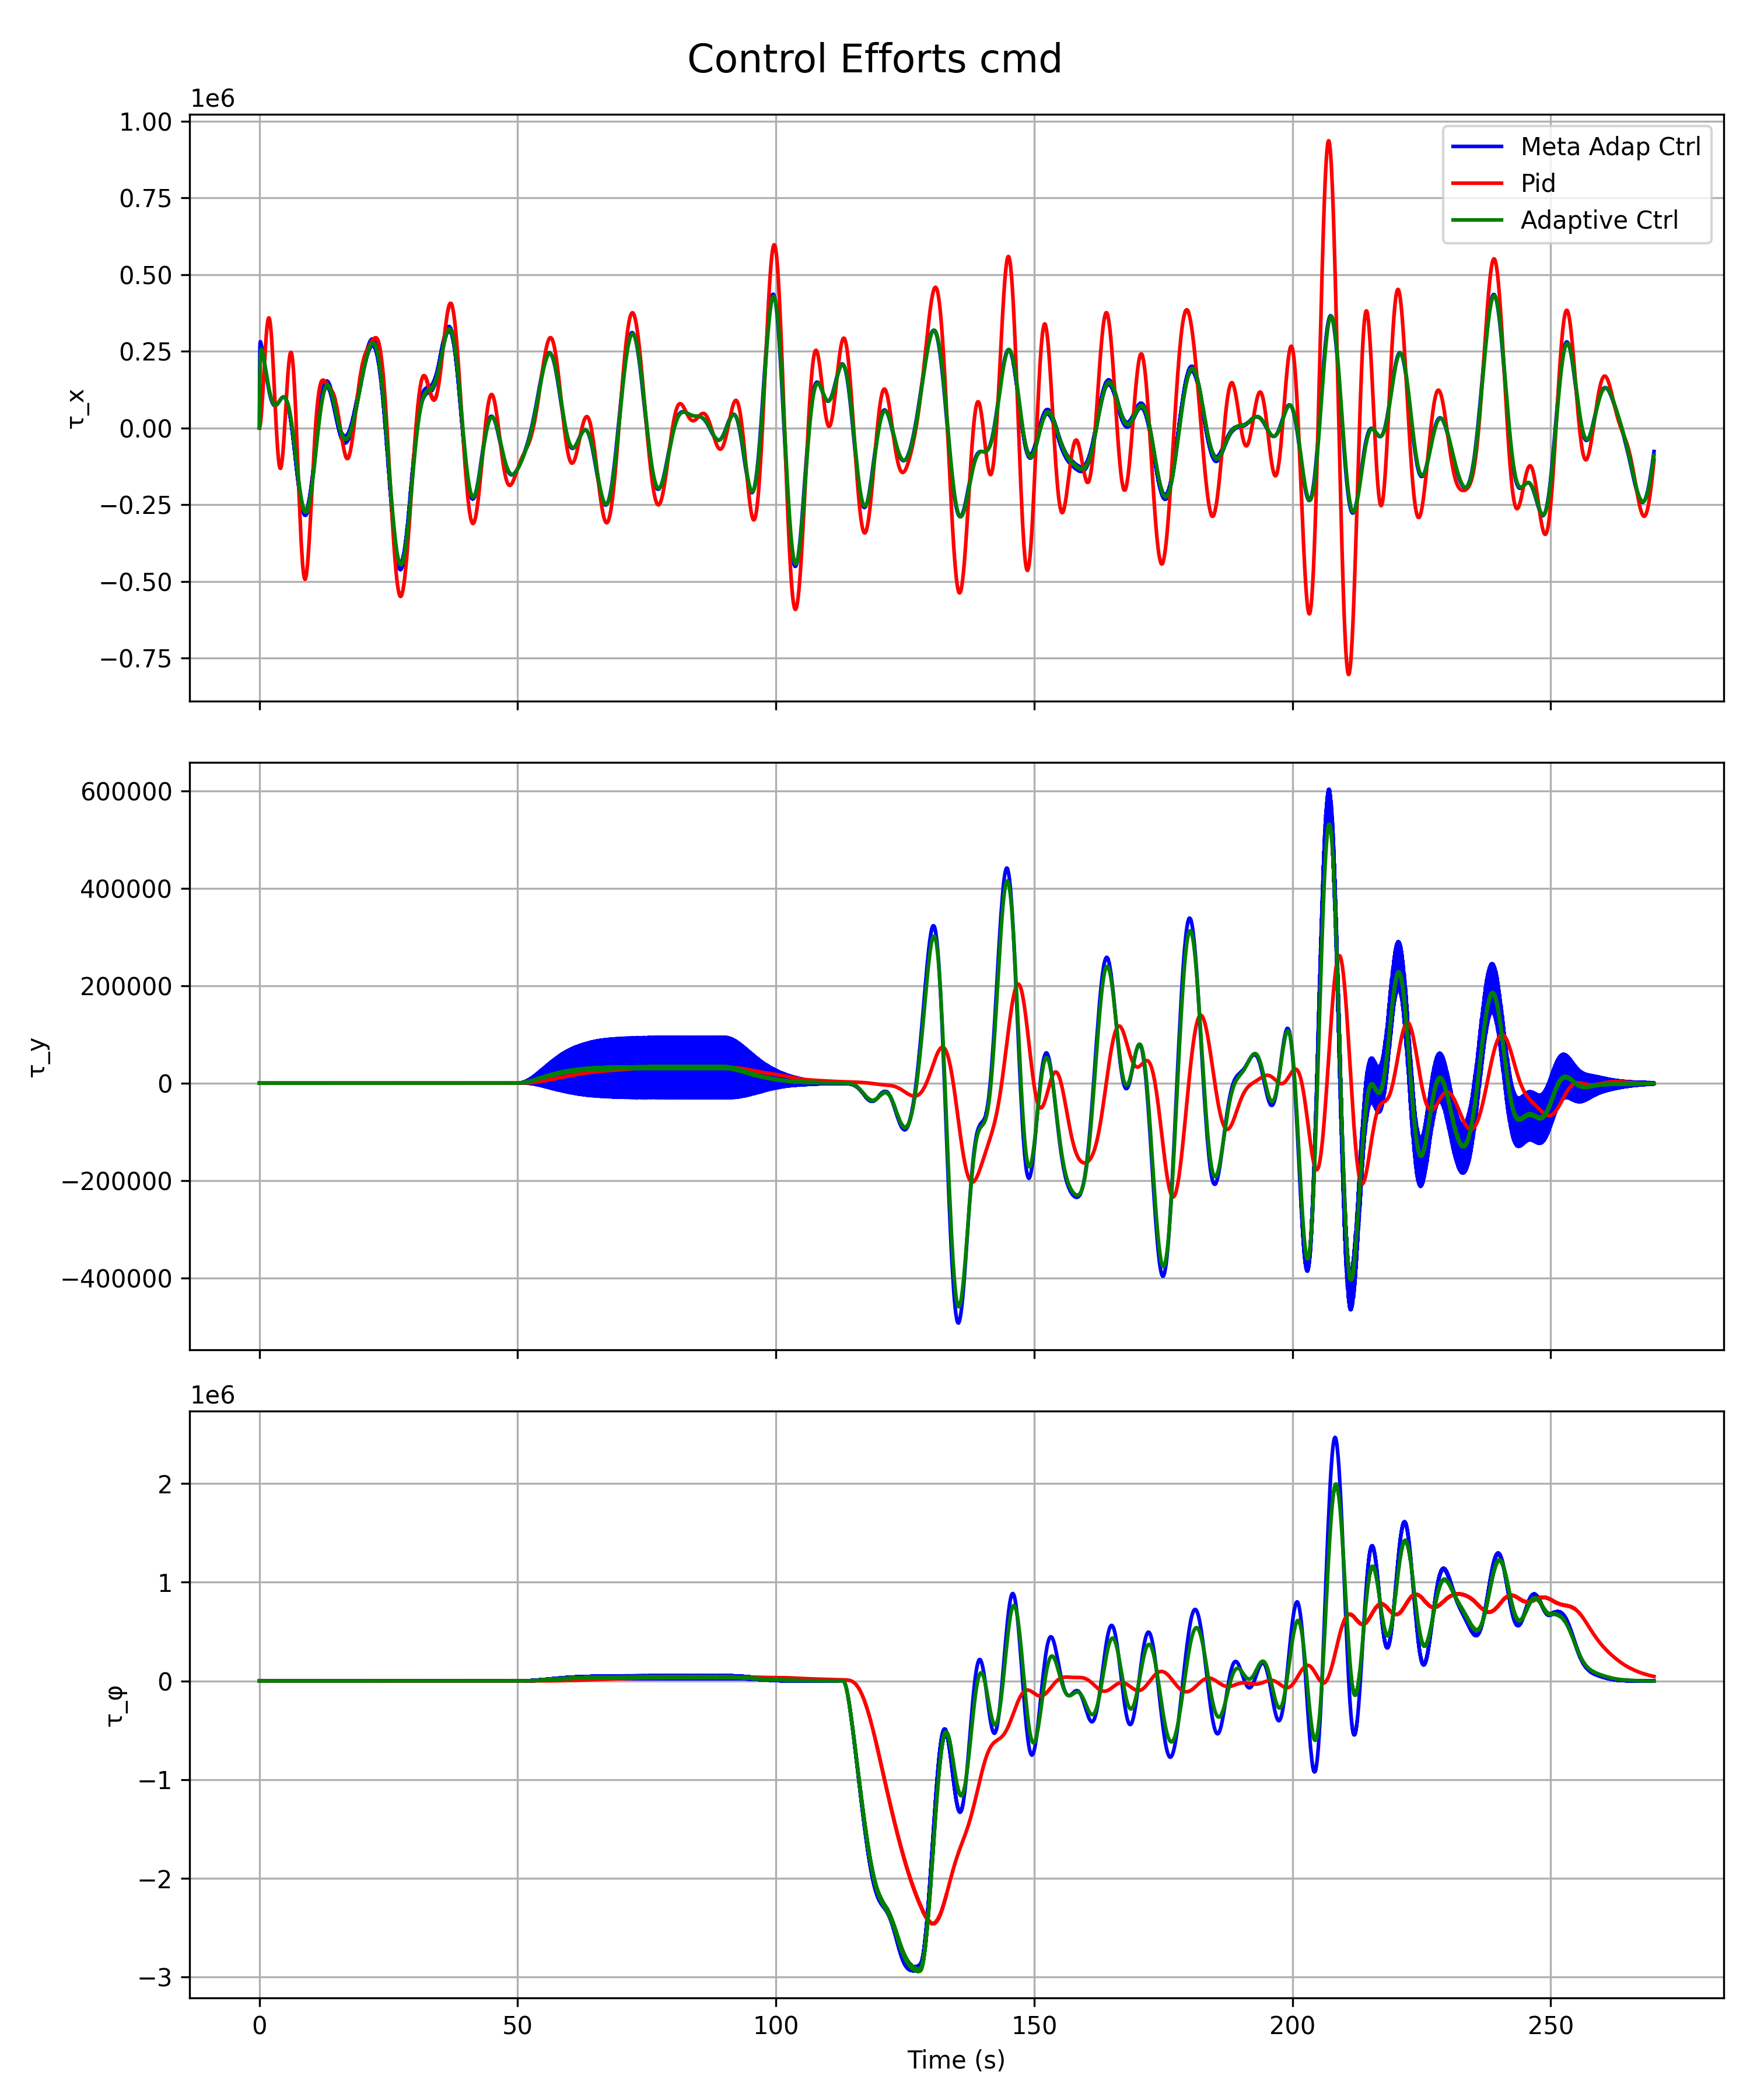 Control Efforts cmd
1e6
1.00
0.75
0.50
0.25
0.00
−0.25
−0.50
−0.75
τ_x
Meta Adap Ctrl
Pid
Adaptive Ctrl
600000
400000
200000
0
−200000
−400000
τ_y
1e6
2
1
0
−1
−2
−3
τ_φ
0 50 100 150 200 250
Time (s)